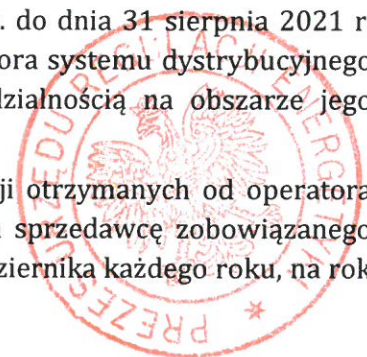 . do dnia 31 sierpnia 2021 r
ora systemu dystrybucyjnego
dzialnością na obszarze jego
ji otrzymanych od operatora
sprzedawcę zobowiązanego
dziernika każdego roku, na rok
PREZES URZĘDU REGULACJI ENERGETYKI